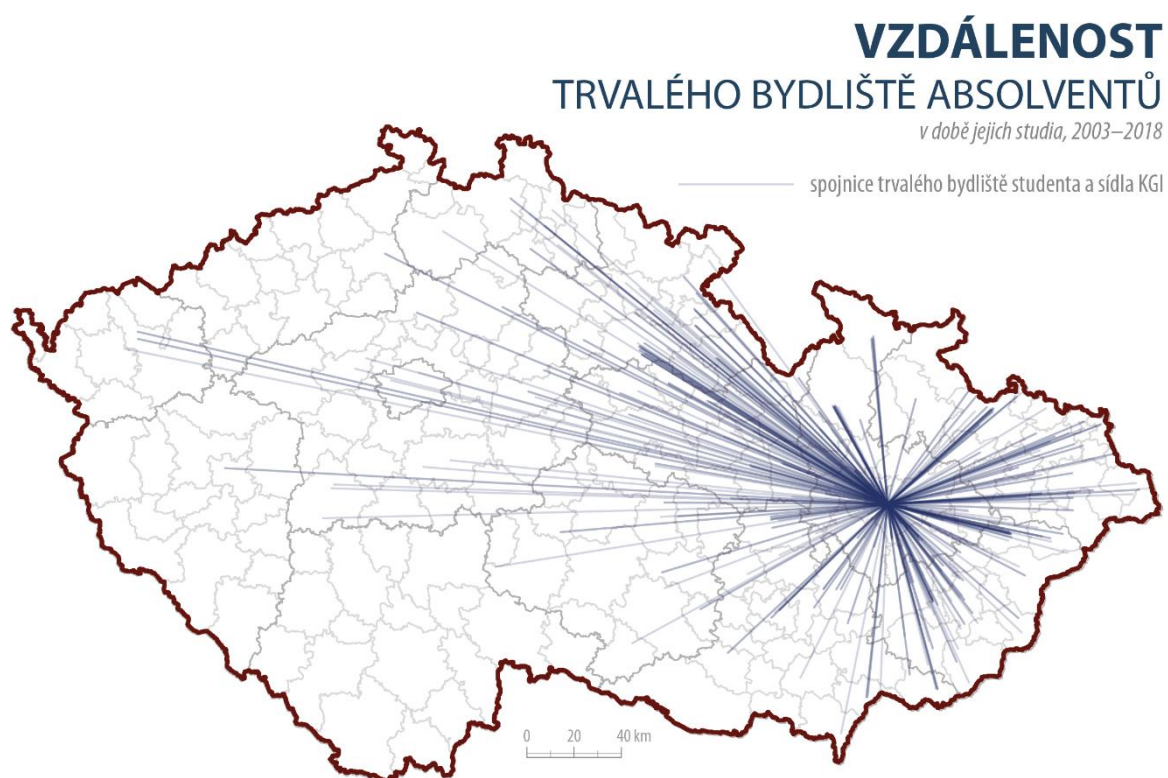 VZDÁLENOST
TRVALÉHO BYDLIŠTĚ ABSOLVENTŮ
v době jejich studia, 2003–2018
spojnice trvalého bydliště studenta a sídla KGI
0 20 40 km